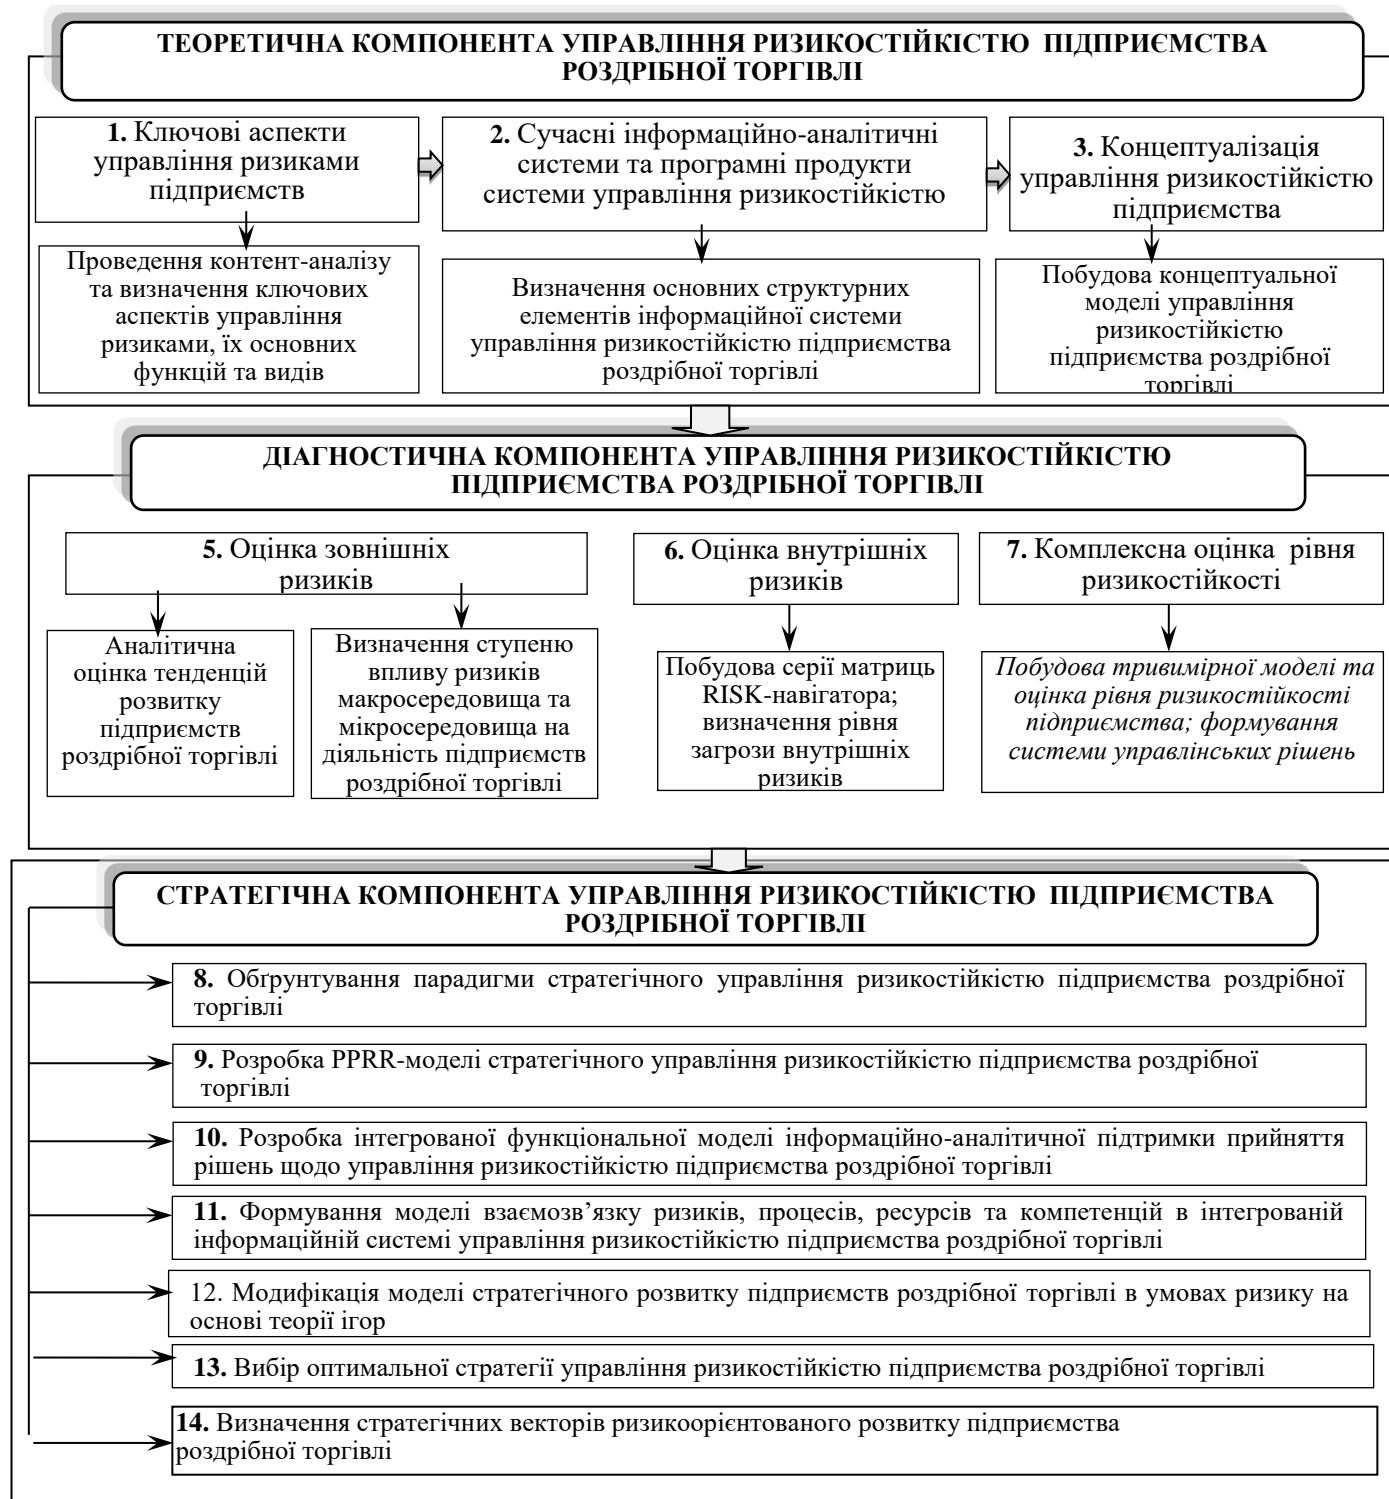 ТЕОРЕТИЧНА КОМПОНЕНТА УПРАВЛІННЯ РИЗИКОСТІЙКІСТЮ ПІДПРИЄМСТВА
РОЗДРІБНОЇ ТОРГІВЛІ
1. Ключові аспекти
управління ризиками
підприємств
2. Сучасні інформаційно-аналітичні
системи та програмні продукти
системи управління ризикостійкістю
3. Концептуалізація
управління ризикостійкістю
підприємства
Проведення контент-аналізу
та визначення ключових
аспектів управління
ризиками, їх основних
функцій та видів
Визначення основних структурних
елементів інформаційної системи
управління ризикостійкістю підприємства
роздрібної торгівлі
Побудова концептуальної
моделі управління
ризикостійкістю
підприємства роздрібної
торгівлі
ДІАГНОСТИЧНА КОМПОНЕНТА УПРАВЛІННЯ РИЗИКОСТІЙКІСТЮ
ПІДПРИЄМСТВА РОЗДРІБНОЇ ТОРГІВЛІ
5. Оцінка зовнішніх
ризиків
6. Оцінка внутрішніх
ризиків
7. Комплексна оцінка рівня
ризикостійкості
Аналітична
оцінка тенденцій
розвитку
підприємств
роздрібної торгівлі
Визначення ступеню
впливу ризиків
макросередовища та
мікросередовища на
діяльність підприємств
роздрібної торгівлі
Побудова серії матриць
RISK-навігатора;
визначення рівня
загрози внутрішніх
ризиків
Побудова тривимірної моделі та
оцінка рівня ризикостійкості
підприємства; формування
системи управлінських рішень
СТРАТЕГІЧНА КОМПОНЕНТА УПРАВЛІННЯ РИЗИКОСТІЙКІСТЮ ПІДПРИЄМСТВА
РОЗДРІБНОЇ ТОРГІВЛІ
8. Обґрунтування парадигми стратегічного управління ризикостійкістю підприємства роздрібної
торгівлі
9. Розробка PPRR-моделі стратегічного управління ризикостійкістю підприємства роздрібної
торгівлі
10. Розробка інтегрованої функціональної моделі інформаційно-аналітичної підтримки прийняття
рішень щодо управління ризикостійкістю підприємства роздрібної торгівлі
11. Формування моделі взаємозв’язку ризиків, процесів, ресурсів та компетенцій в інтегрованій
інформаційній системі управління ризикостійкістю підприємства роздрібної торгівлі
12. Модифікація моделі стратегічного розвитку підприємств роздрібної торгівлі в умовах ризику на
основі теорії ігор
13. Вибір оптимальної стратегії управління ризикостійкістю підприємства роздрібної торгівлі
14. Визначення стратегічних векторів ризикоорієнтованого розвитку підприємства
роздрібної торгівлі